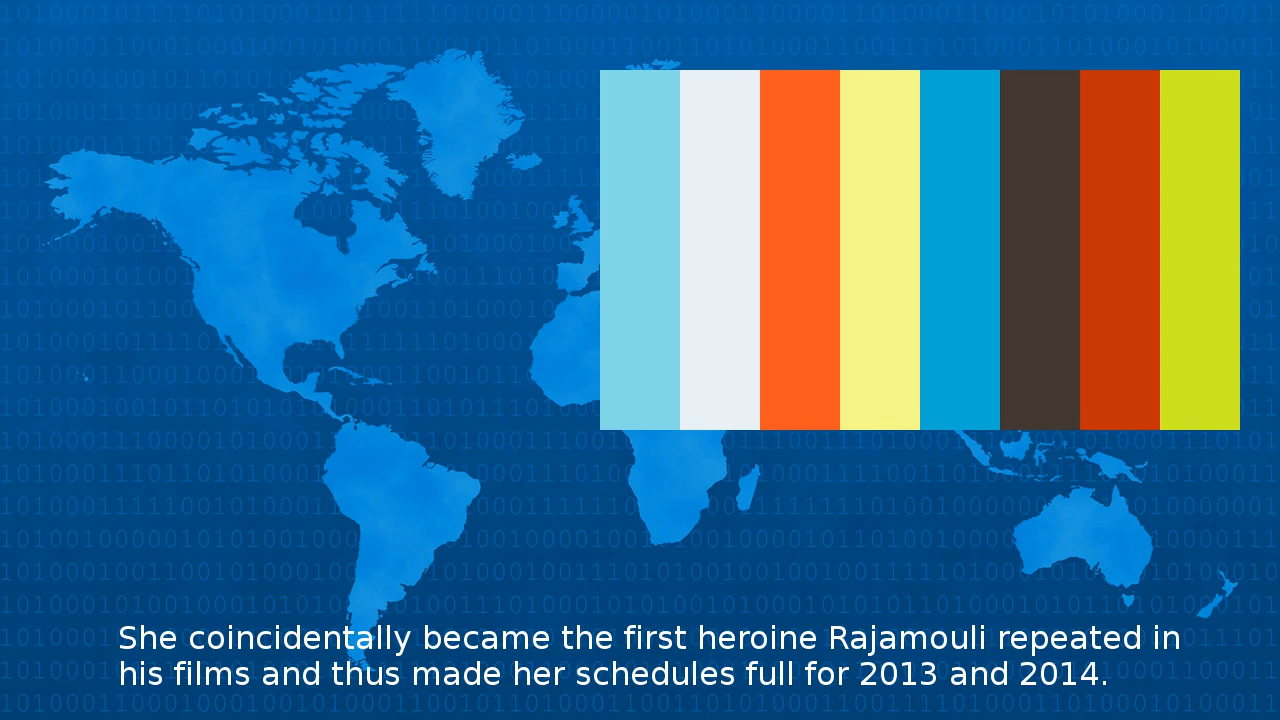 She coincidentally became the first heroine Rajamouli repeated in
his films and thus made her schedules full for 2013 and 2014.